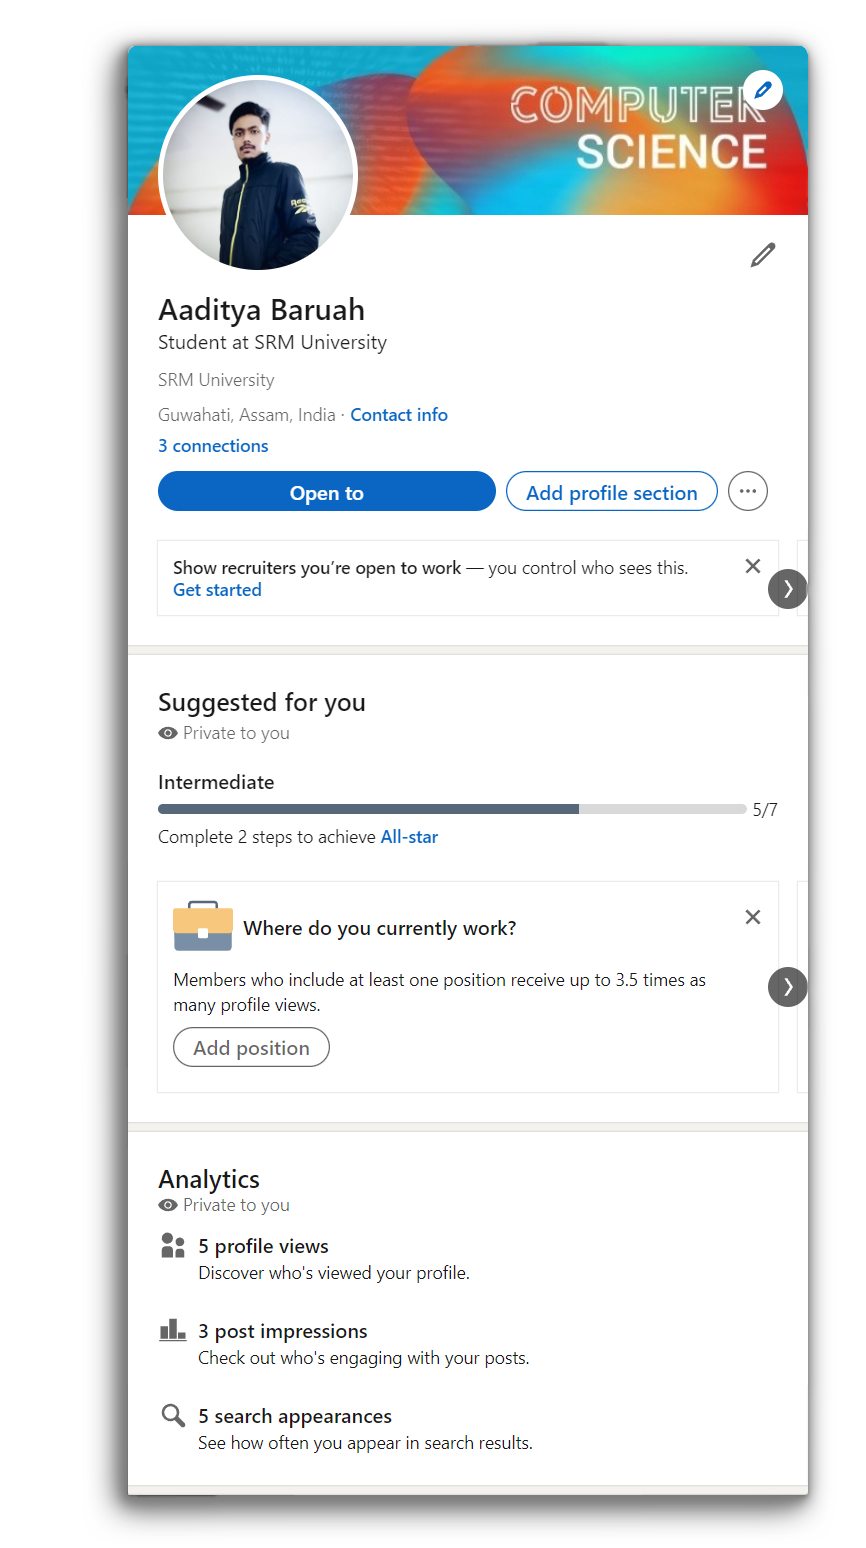 COMPUTER
SCIENCE
Reebok
Aaditya Baruah
Student at SRM University
SRM University
Guwahati, Assam, India · Contact info
3 connections
Open to
Add profile section
Show recruiters you’re open to work — you control who sees this.
Get started
Suggested for you
Private to you
Intermediate
5/7
Complete 2 steps to achieve All-star
Where do you currently work?
Members who include at least one position receive up to 3.5 times as
many profile views.
Add position
Analytics
Private to you
5 profile views
Discover who's viewed your profile.
3 post impressions
Check out who's engaging with your posts.
5 search appearances
See how often you appear in search results.